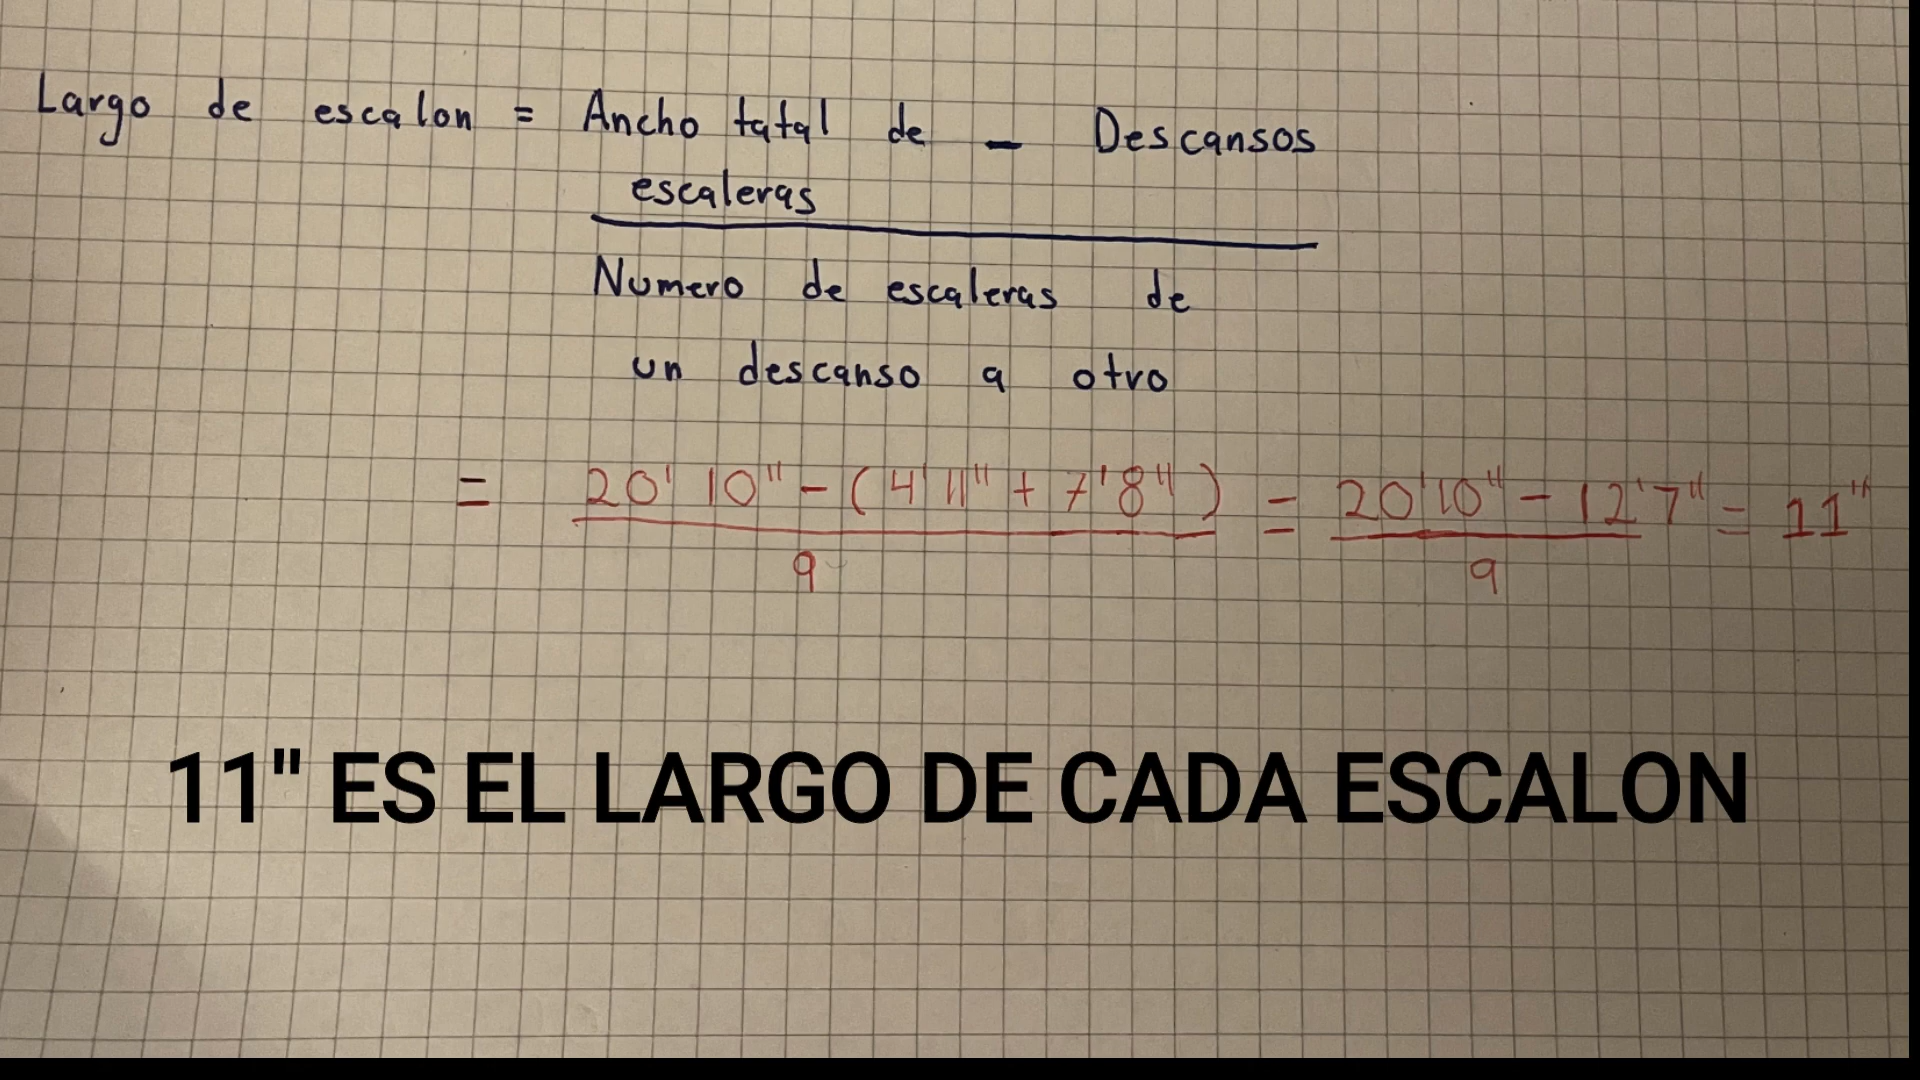 Largo de escalon = Ancho tatal de - Descansos
escaleras
Numero de escaleras de
un descanso a otro
= 20' 10" - (4' 11" + 7' 8") = 20' 10" - 12' 7" = 11"
9 9
11" ES EL LARGO DE CADA ESCALON